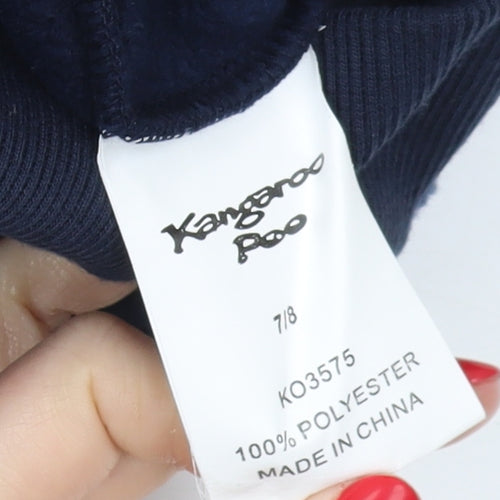 Kangaroo
Poo
7/8
KO3575
100% POLYESTER
MADE IN CHINA